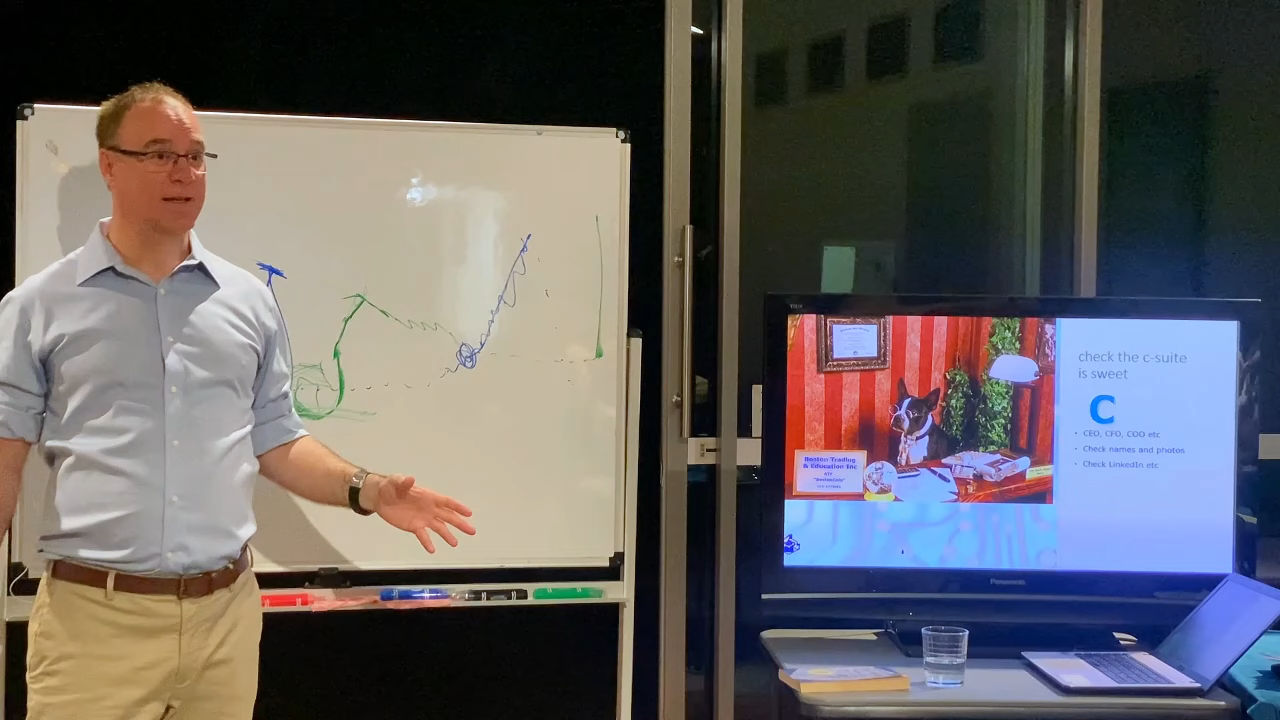 check the c-suite
is sweet
C
• CEO, CFO, COO etc
• Check names and photos
• Check LinkedIn etc
Boston Trading
& Education Inc
ATF
Panasonic